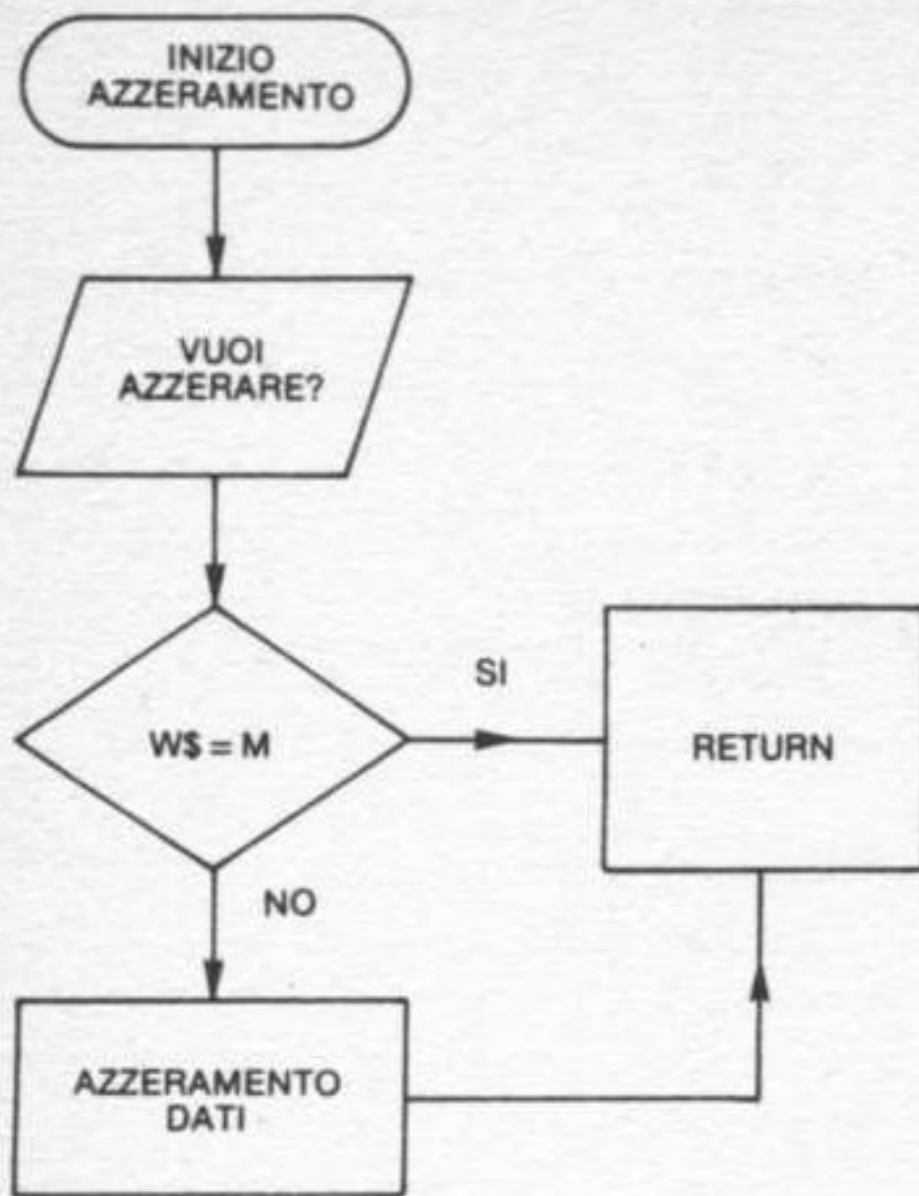 INIZIO
AZZERAMENTO
VUOI
AZZERARE?
W$ = M
SI
RETURN
NO
AZZERAMENTO
DATI